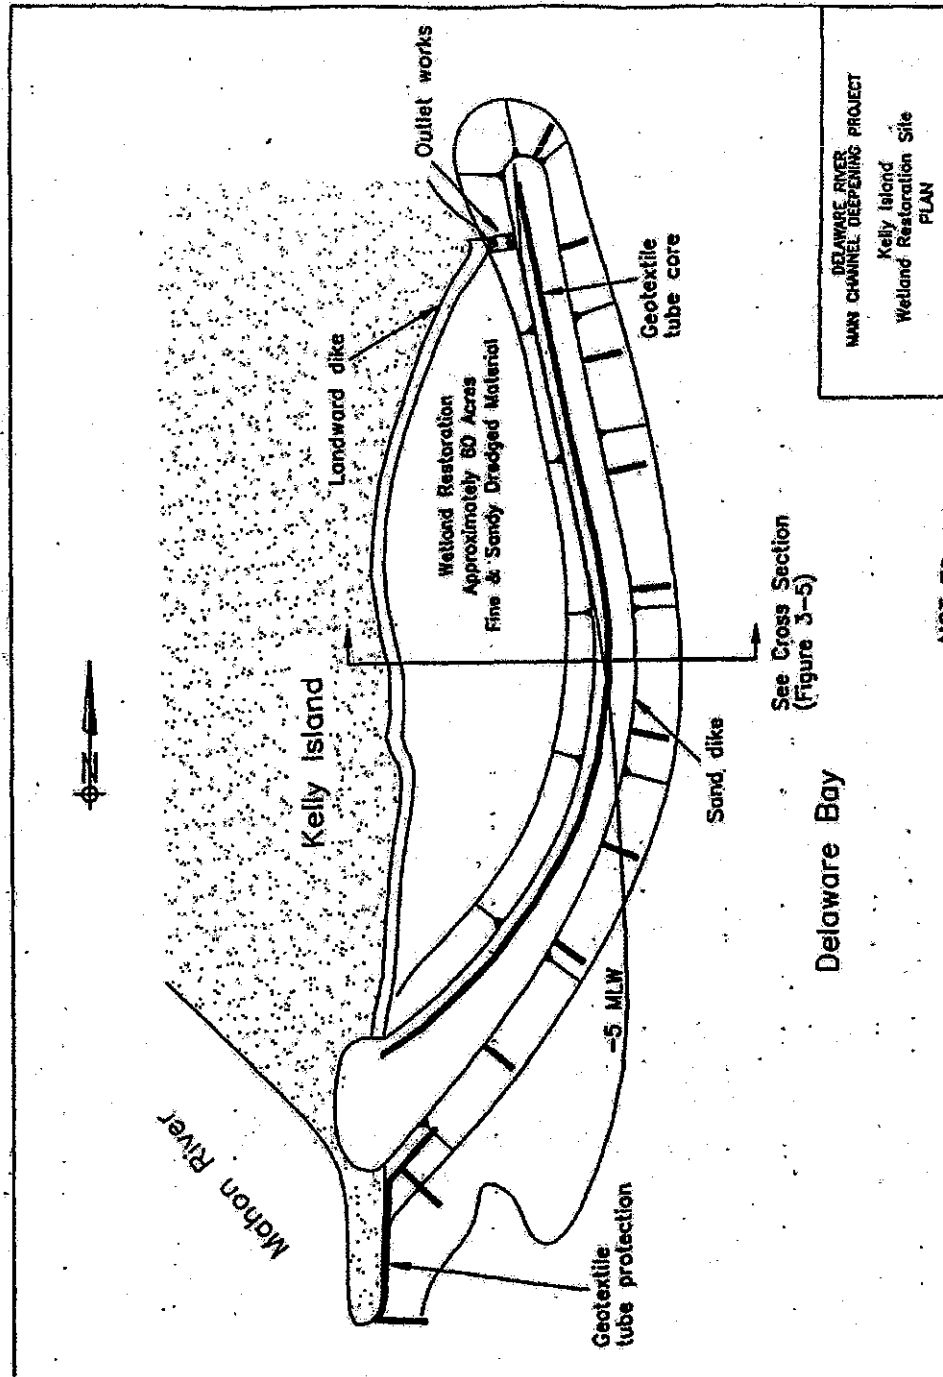 N
Mahon River
Kelly Island
Landward dike
Outlet works
Wetland Restoration
Approximately 60 Acres
Fine & Sandy Dredged Material
Geotextile
tube core
-5 MLW
Sand dike
Geotextile
tube protection
See Cross Section
(Figure 3-5)
Delaware Bay
DELAWARE RIVER
MAIN CHANNEL DEEPENING PROJECT
Kelly Island
Wetland Restoration Site
PLAN